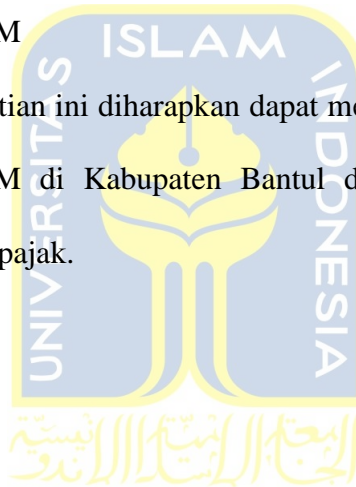 M
ISLAM
tian ini diharapkan dapat me
M di Kabupaten Bantul d
pajak.
UNIVERSITAS
INDONESIA